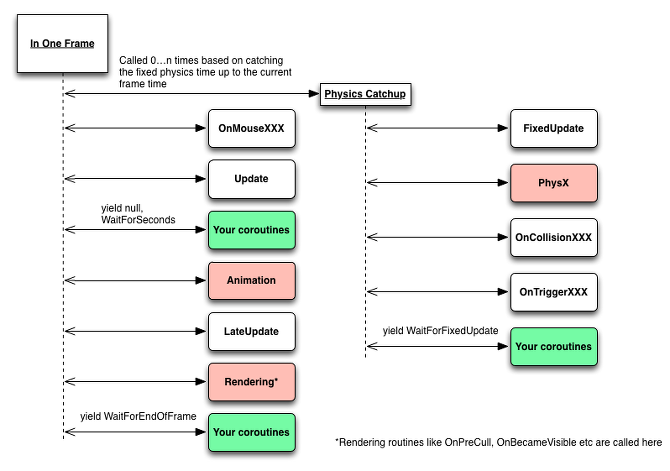 In One Frame
Called 0...n times based on catching
the fixed physics time up to the current
frame time
Physics Catchup
OnMouseXXX
Update
yield null,
WaitForSeconds
Your coroutines
Animation
LateUpdate
Rendering*
yield WaitForEndOfFrame
Your coroutines
FixedUpdate
PhysX
OnCollisionXXX
OnTriggerXXX
yield WaitForFixedUpdate
Your coroutines
*Rendering routines like OnPreCull, OnBecameVisible etc are called here